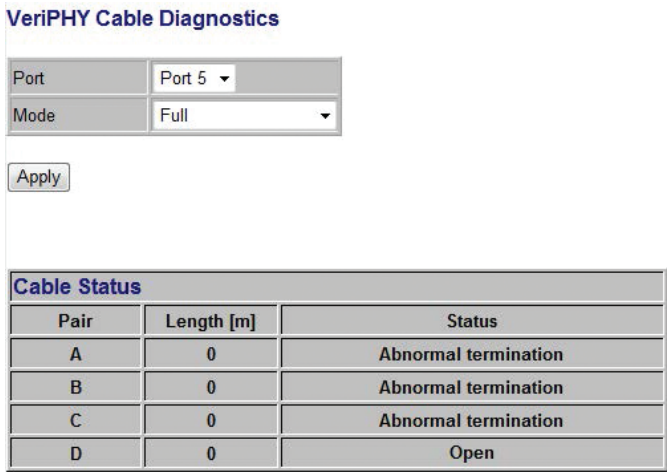 VeriPHY Cable Diagnostics
Port Port 5
Mode Full
Apply
Cable Status
Pair Length [m] Status
A 0 Abnormal termination
B 0 Abnormal termination
C 0 Abnormal termination
D 0 Open